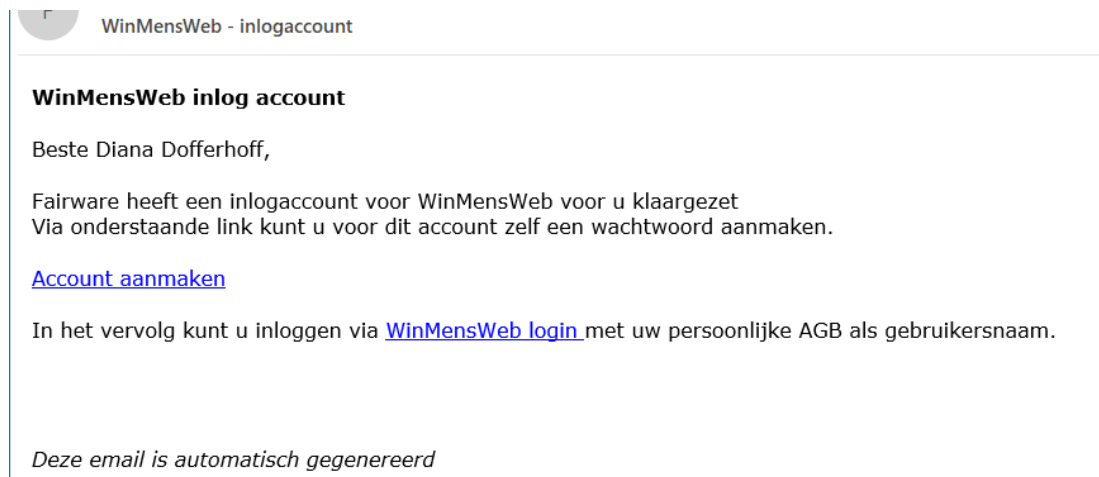 WinMensWeb - inlogaccount
WinMensWeb inlog account
Beste Diana Dofferhoff,
Fairware heeft een inlogaccount voor WinMensWeb voor u klaargezet
Via onderstaande link kunt u voor dit account zelf een wachtwoord aanmaken.
Account aanmaken
In het vervolg kunt u inloggen via WinMensWeb login met uw persoonlijke AGB als gebruikersnaam.
Deze email is automatisch gegenereerd